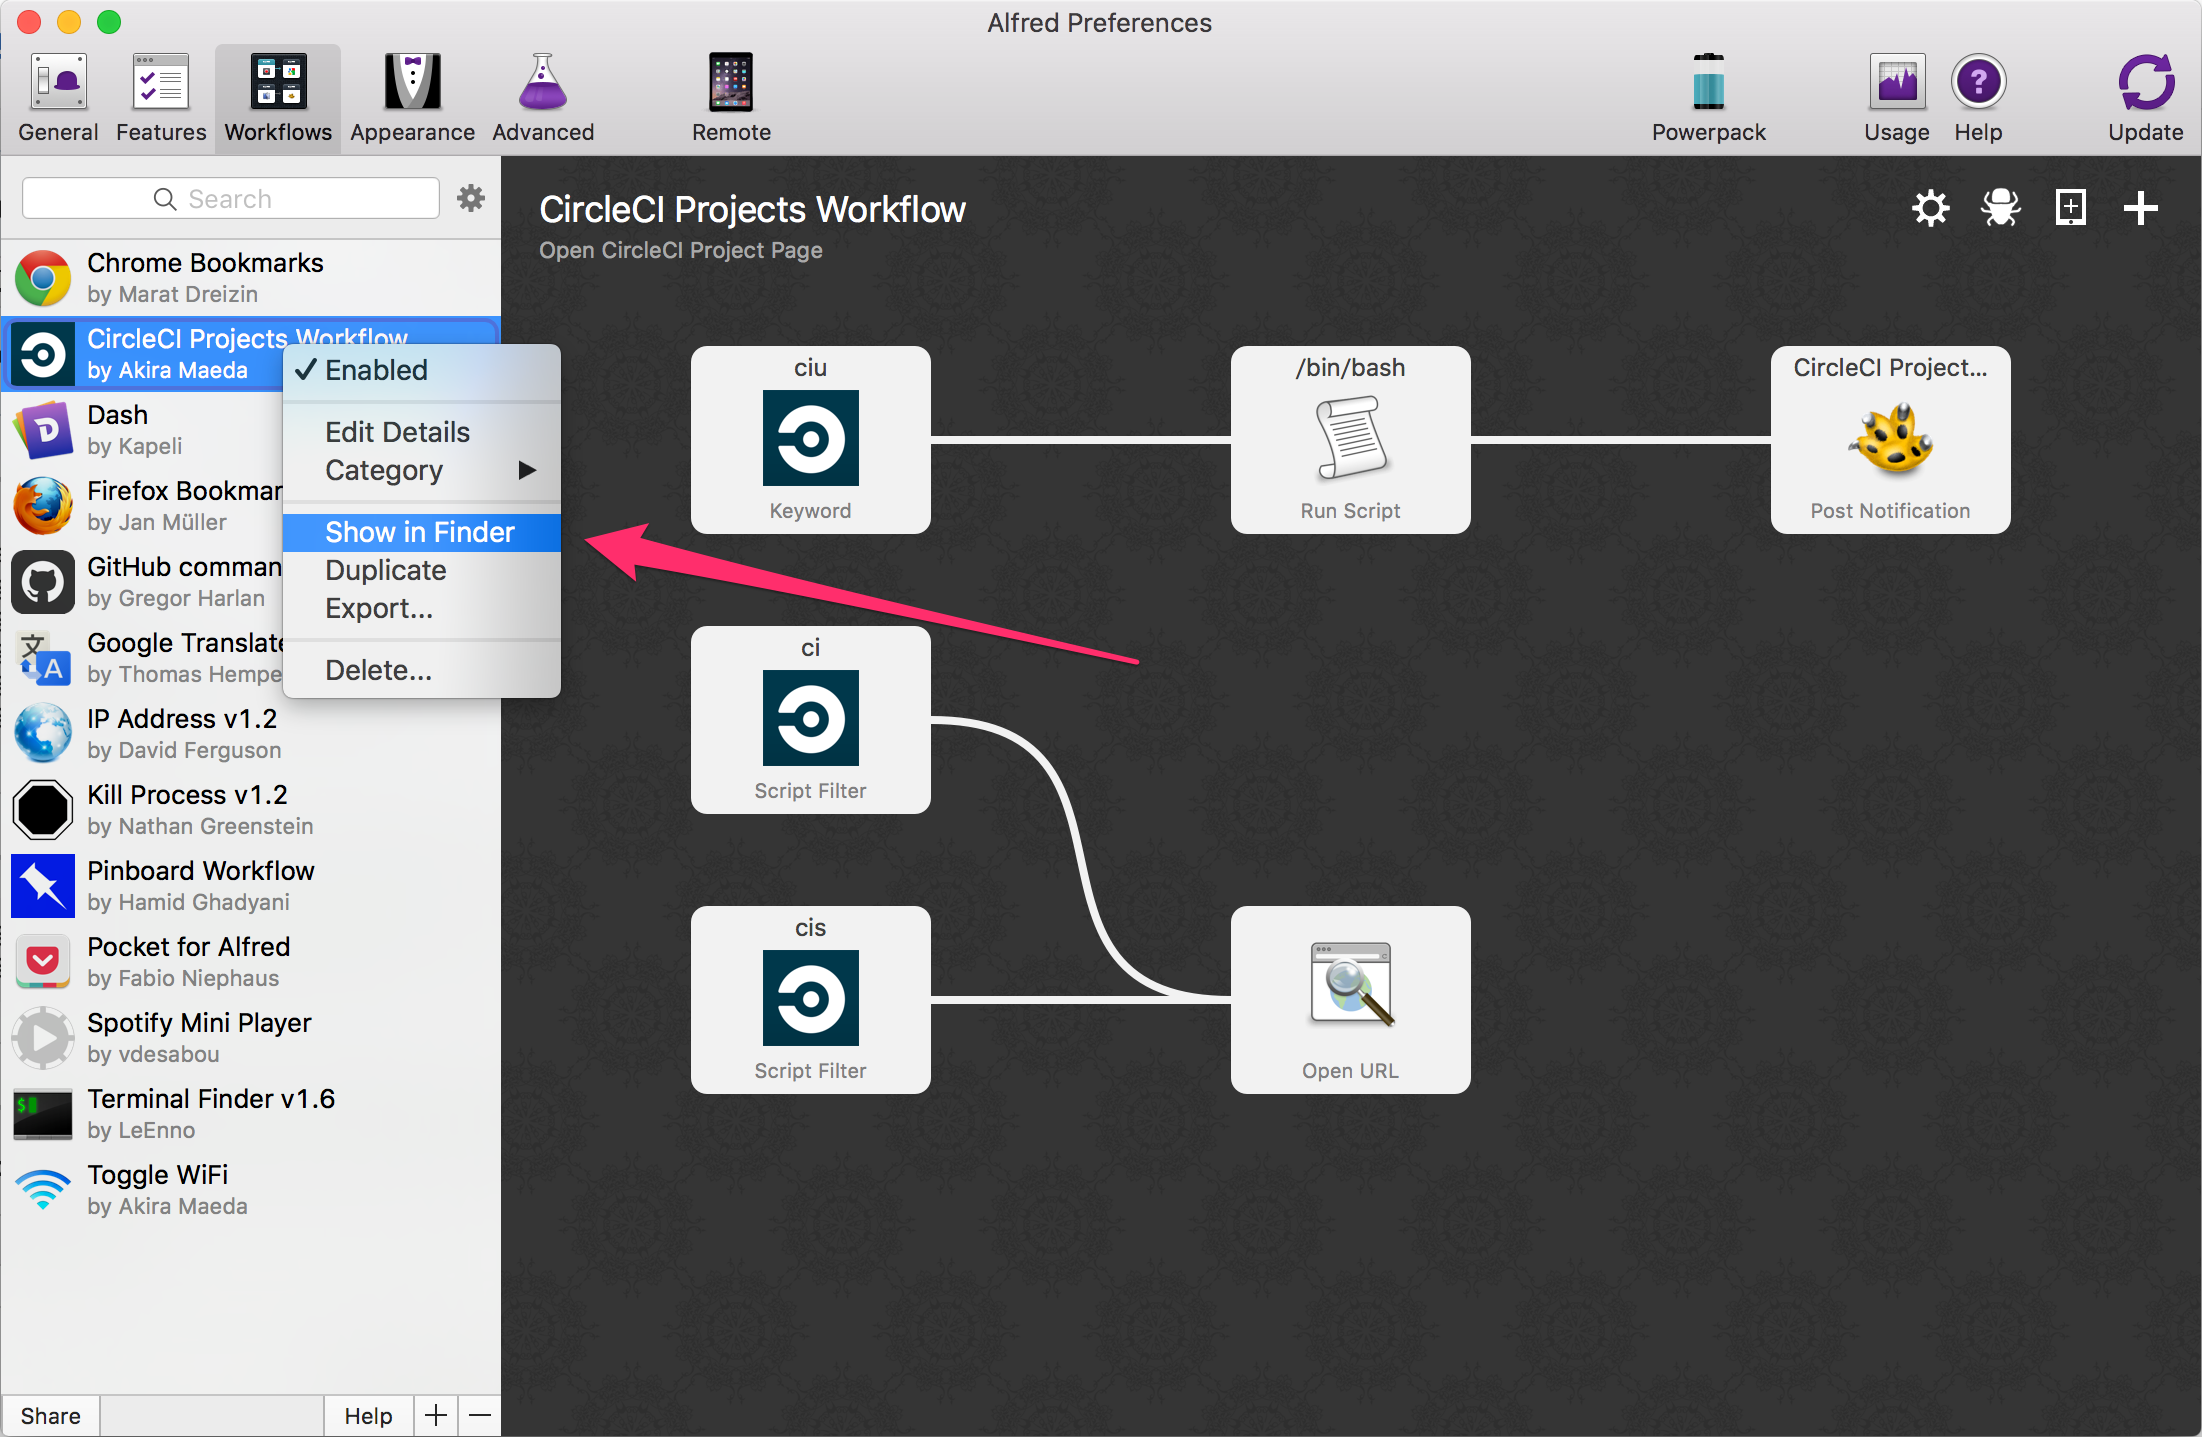 Alfred Preferences
General
Features
Workflows
Appearance
Advanced
Remote
Powerpack
Usage
Help
Update
Search
Chrome Bookmarks
by Marat Dreizin
CircleCI Projects Workflow
by Akira Maeda
Dash
by Kapeli
Firefox Bookmar
by Jan Müller
GitHub comman
by Gregor Harlan
Google Translate
by Thomas Hempe
IP Address v1.2
by David Ferguson
Kill Process v1.2
by Nathan Greenstein
Pinboard Workflow
by Hamid Ghadyani
Pocket for Alfred
by Fabio Niephaus
Spotify Mini Player
by vdesabou
Terminal Finder v1.6
by LeEnno
Toggle WiFi
by Akira Maeda
Share
Help
✓ Enabled
Edit Details
Category ▶
Show in Finder
Duplicate
Export...
Delete...
CircleCI Projects Workflow
Open CircleCI Project Page
ciu
Keyword
/bin/bash
Run Script
CircleCI Project...
Post Notification
ci
Script Filter
cis
Script Filter
Open URL